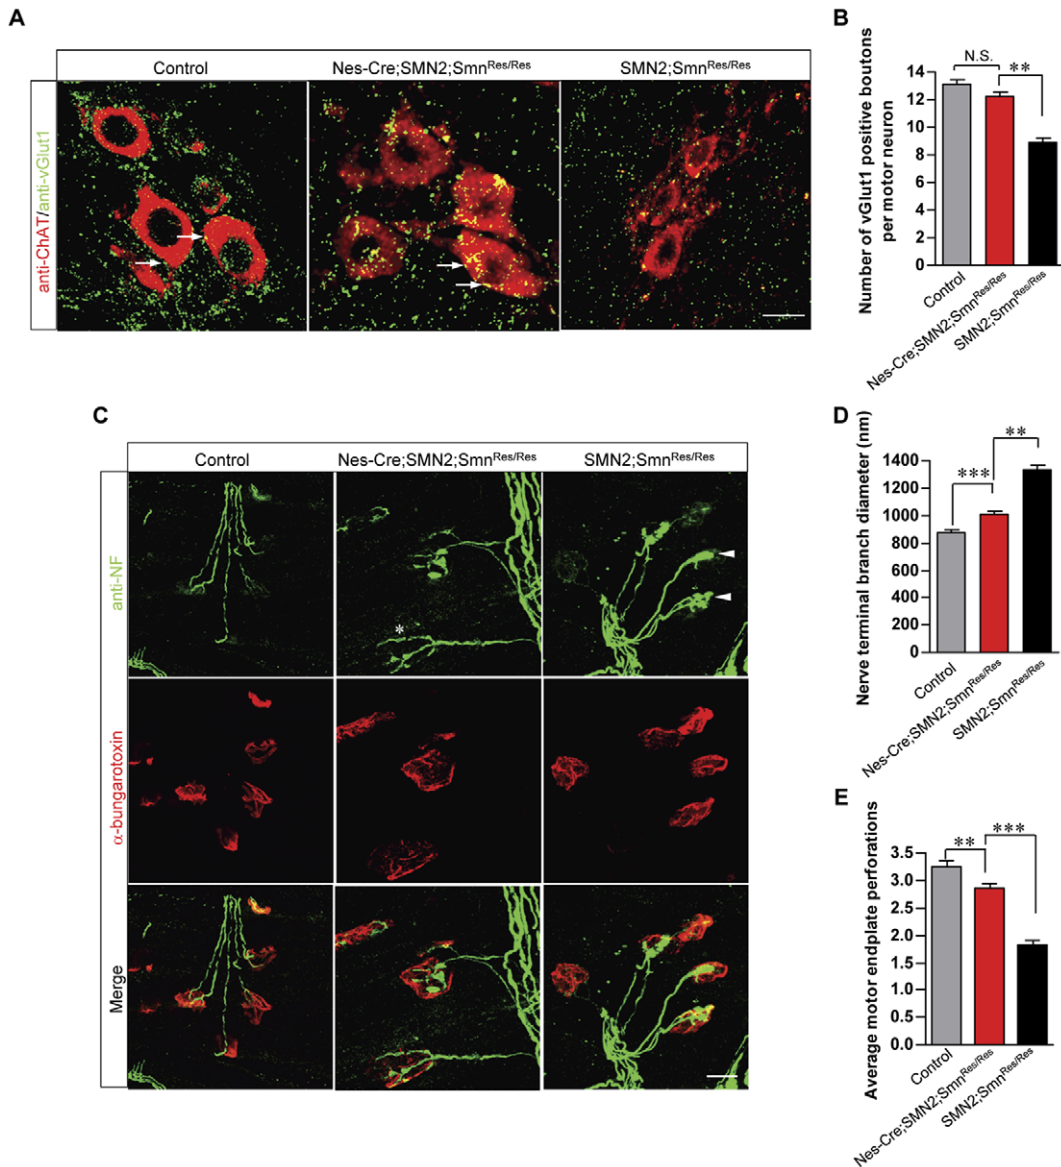 A
Control
Nes-Cre;SMN2;Smn^Res/Res
SMN2;Smn^Res/Res
anti-ChAT/anti-vGlut1
B
Number of vGlut1 positive boutons
per motor neuron
14
12
10
8
6
4
2
0
N.S.
**
Control
Nes-Cre;SMN2;Smn^Res/Res
SMN2;Smn^Res/Res
C
Control
Nes-Cre;SMN2;Smn^Res/Res
SMN2;Smn^Res/Res
anti-NF
*
α-bungarotoxin
Merge
D
Nerve terminal branch diameter (nm)
1400
1200
1000
800
600
400
200
0
***
**
Control
Nes-Cre;SMN2;Smn^Res/Res
SMN2;Smn^Res/Res
E
Average motor endplate perforations
3.5
3.0
2.5
2.0
1.5
1.0
0.5
0.0
**
***
Control
Nes-Cre;SMN2;Smn^Res/Res
SMN2;Smn^Res/Res